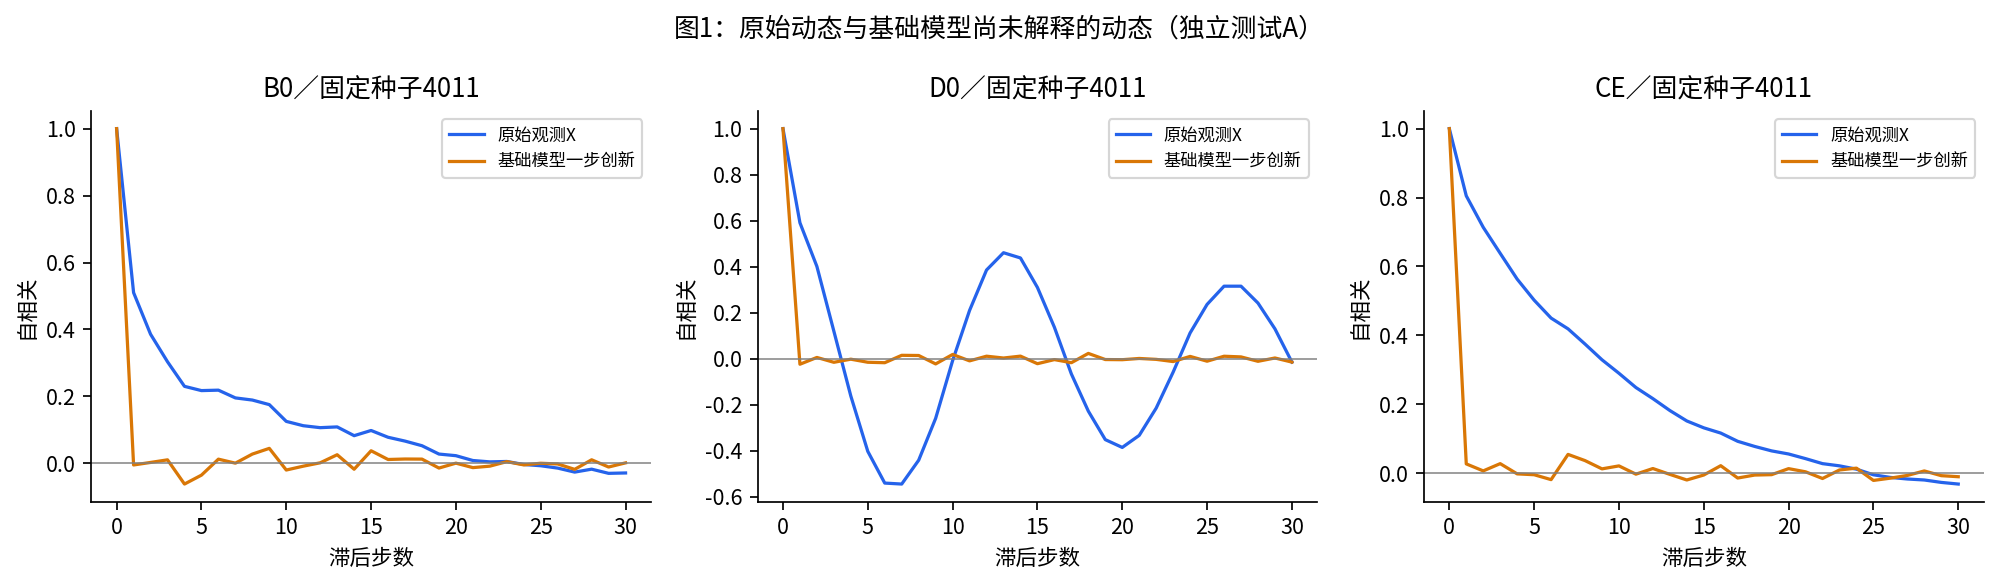 图1：原始动态与基础模型尚未解释的动态（独立测试A）
B0／固定种子4011
原始观测X
基础模型一步创新
自相关
1.0
0.8
0.6
0.4
0.2
0.0
0 5 10 15 20 25 30
滞后步数
D0／固定种子4011
原始观测X
基础模型一步创新
自相关
1.0
0.8
0.6
0.4
0.2
0.0
-0.2
-0.4
-0.6
0 5 10 15 20 25 30
滞后步数
CE／固定种子4011
原始观测X
基础模型一步创新
自相关
1.0
0.8
0.6
0.4
0.2
0.0
0 5 10 15 20 25 30
滞后步数